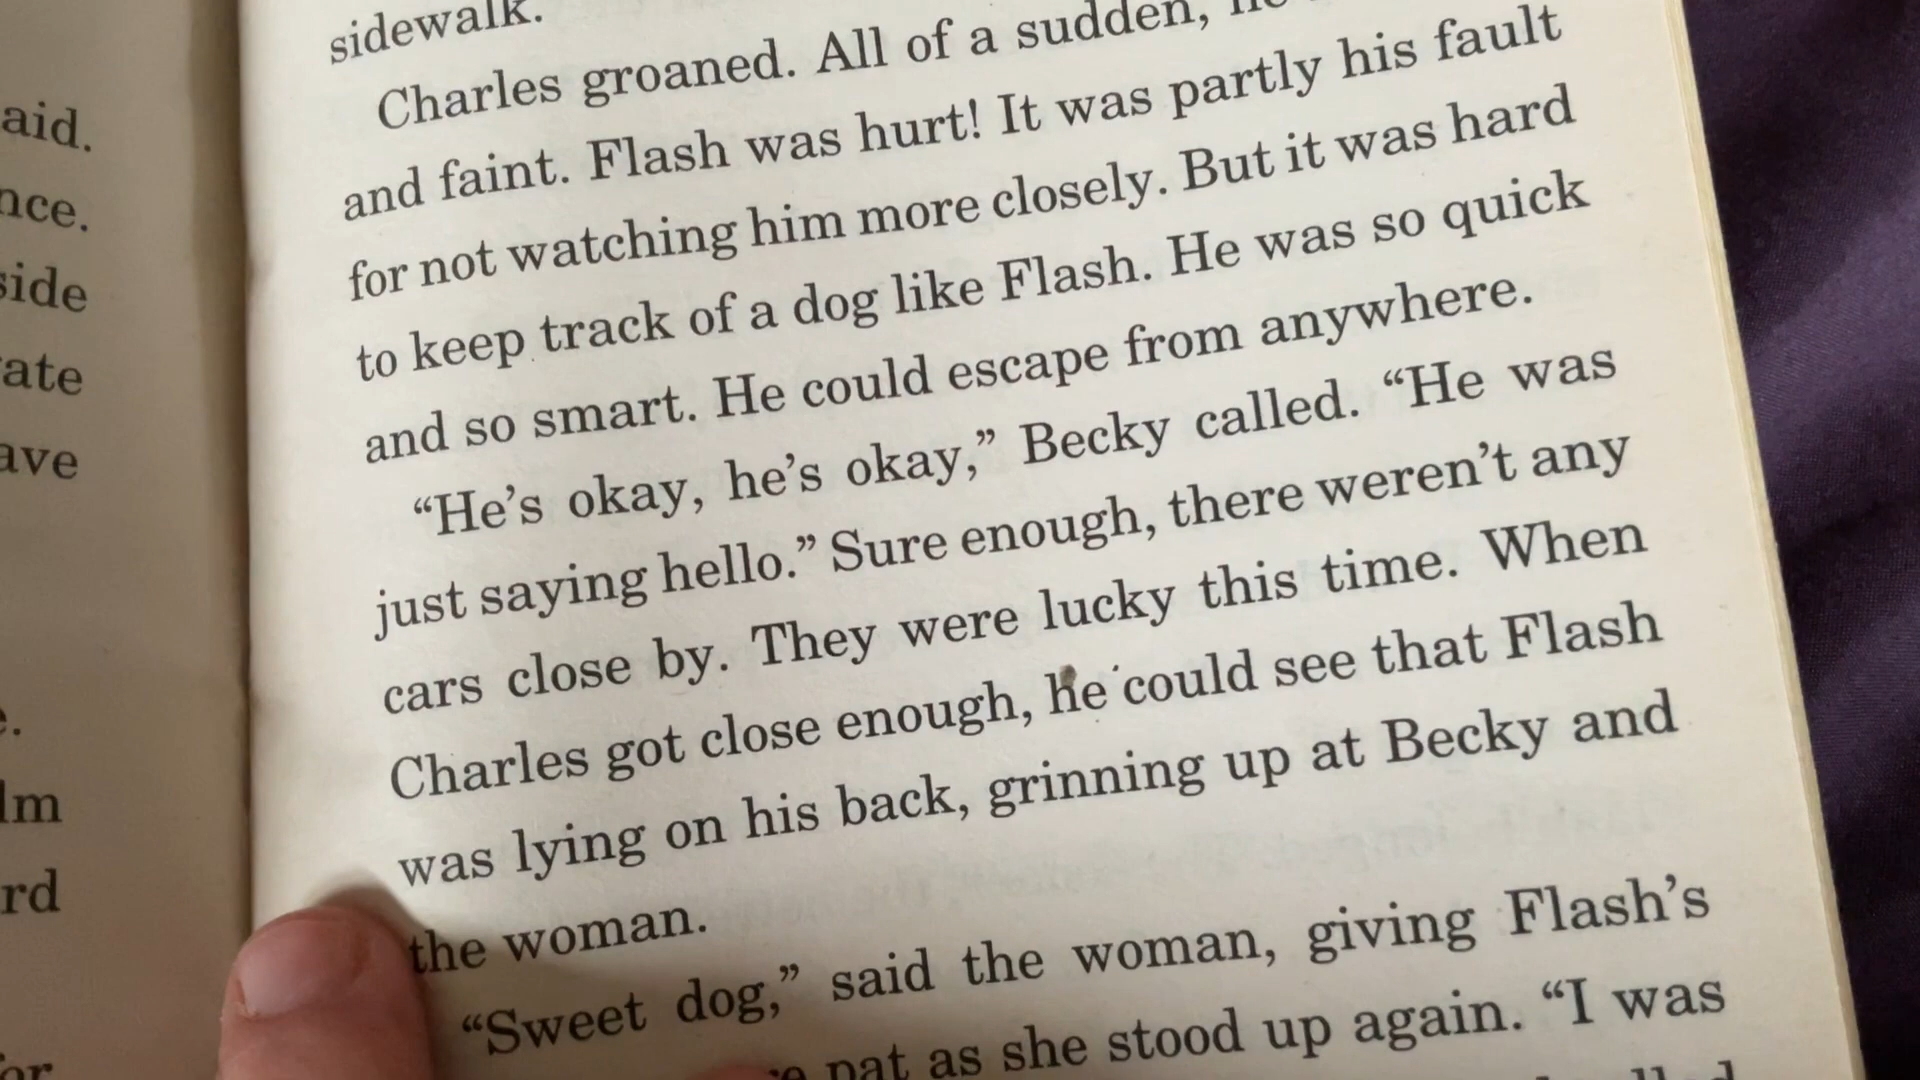 aid.
nce.
side
ate
ave
e.
lm
rd
for
sidewalk.
Charles groaned. All of a sudden,
and faint. Flash was hurt! It was partly his fault
for not watching him more closely. But it was hard
to keep track of a dog like Flash. He was so quick
and so smart. He could escape from anywhere.
“He’s okay, he’s okay,” Becky called. “He was
just saying hello.” Sure enough, there weren’t any
cars close by. They were lucky this time. When
Charles got close enough, he could see that Flash
was lying on his back, grinning up at Becky and
the woman.
“Sweet dog,” said the woman, giving Flash’s
pat as she stood up again. “I was